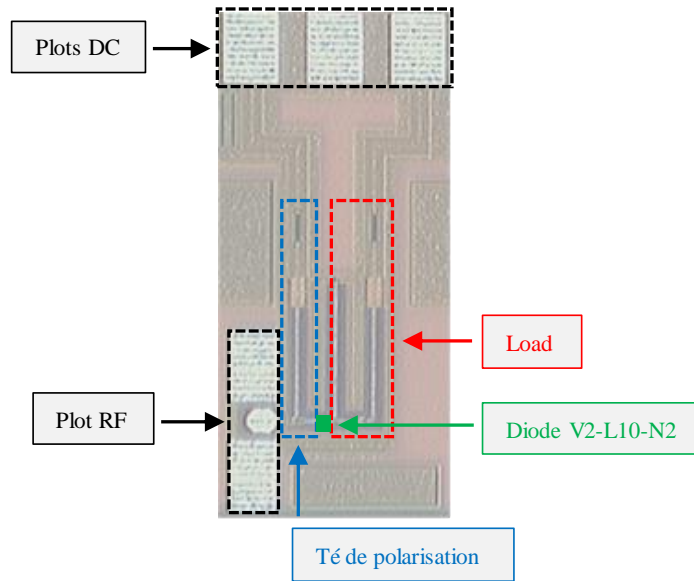 Plots DC
Load
Plot RF
Diode V2-L10-N2
Té de polarisation